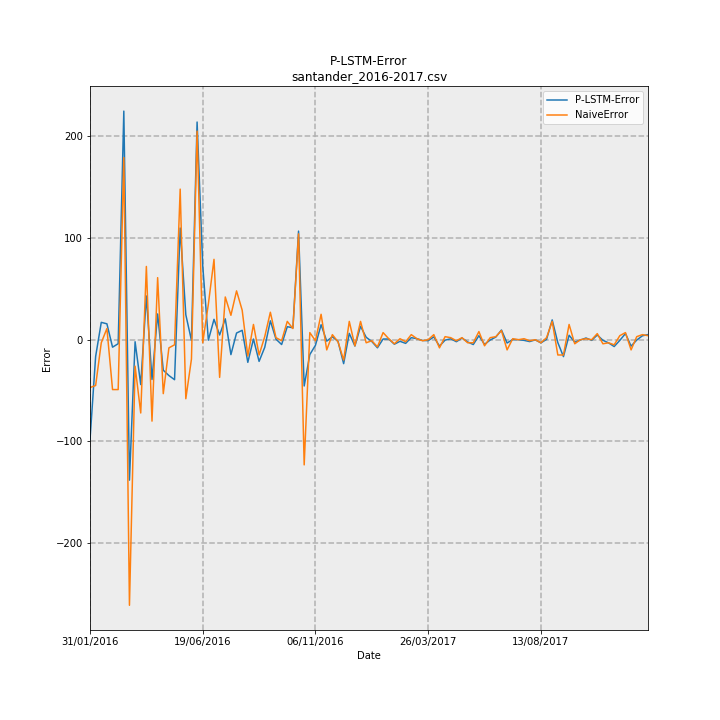 P-LSTM-Error
santander_2016-2017.csv
P-LSTM-Error
NaiveError
200
100
0
−100
−200
Error
31/01/2016
19/06/2016
06/11/2016
26/03/2017
13/08/2017
Date